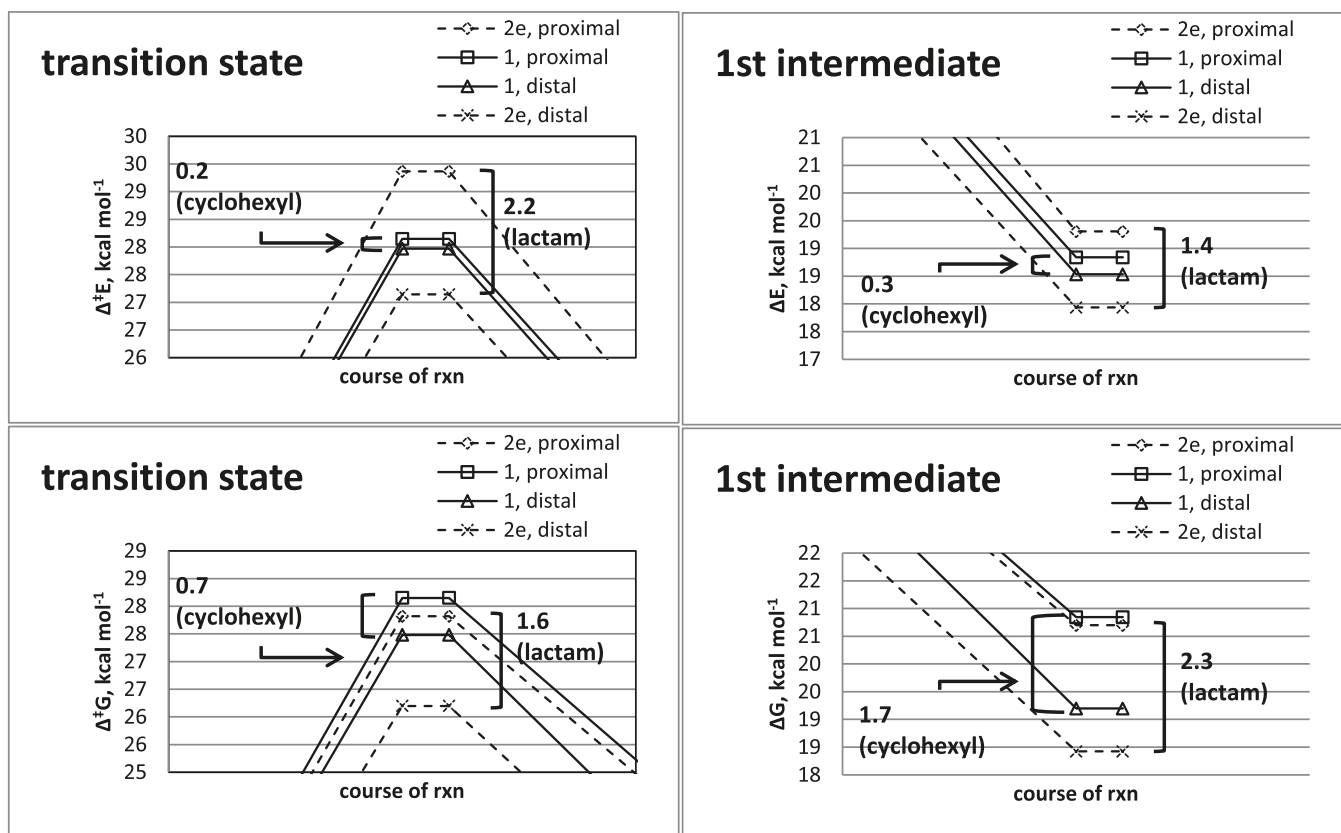 transition state
2e, proximal
1, proximal
1, distal
2e, distal
Δ‡E, kcal mol-1
30
30
29
29
28
28
27
27
26
0.2
(cyclohexyl)
2.2
(lactam)
course of rxn
1st intermediate
2e, proximal
1, proximal
1, distal
2e, distal
ΔE, kcal mol-1
21
21
20
20
19
19
18
18
17
0.3
(cyclohexyl)
1.4
(lactam)
course of rxn
transition state
2e, proximal
1, proximal
1, distal
2e, distal
Δ‡G, kcal mol-1
29
29
28
28
27
27
26
26
25
0.7
(cyclohexyl)
1.6
(lactam)
course of rxn
1st intermediate
2e, proximal
1, proximal
1, distal
2e, distal
ΔG, kcal mol-1
22
22
21
21
20
20
19
19
18
1.7
(cyclohexyl)
2.3
(lactam)
course of rxn